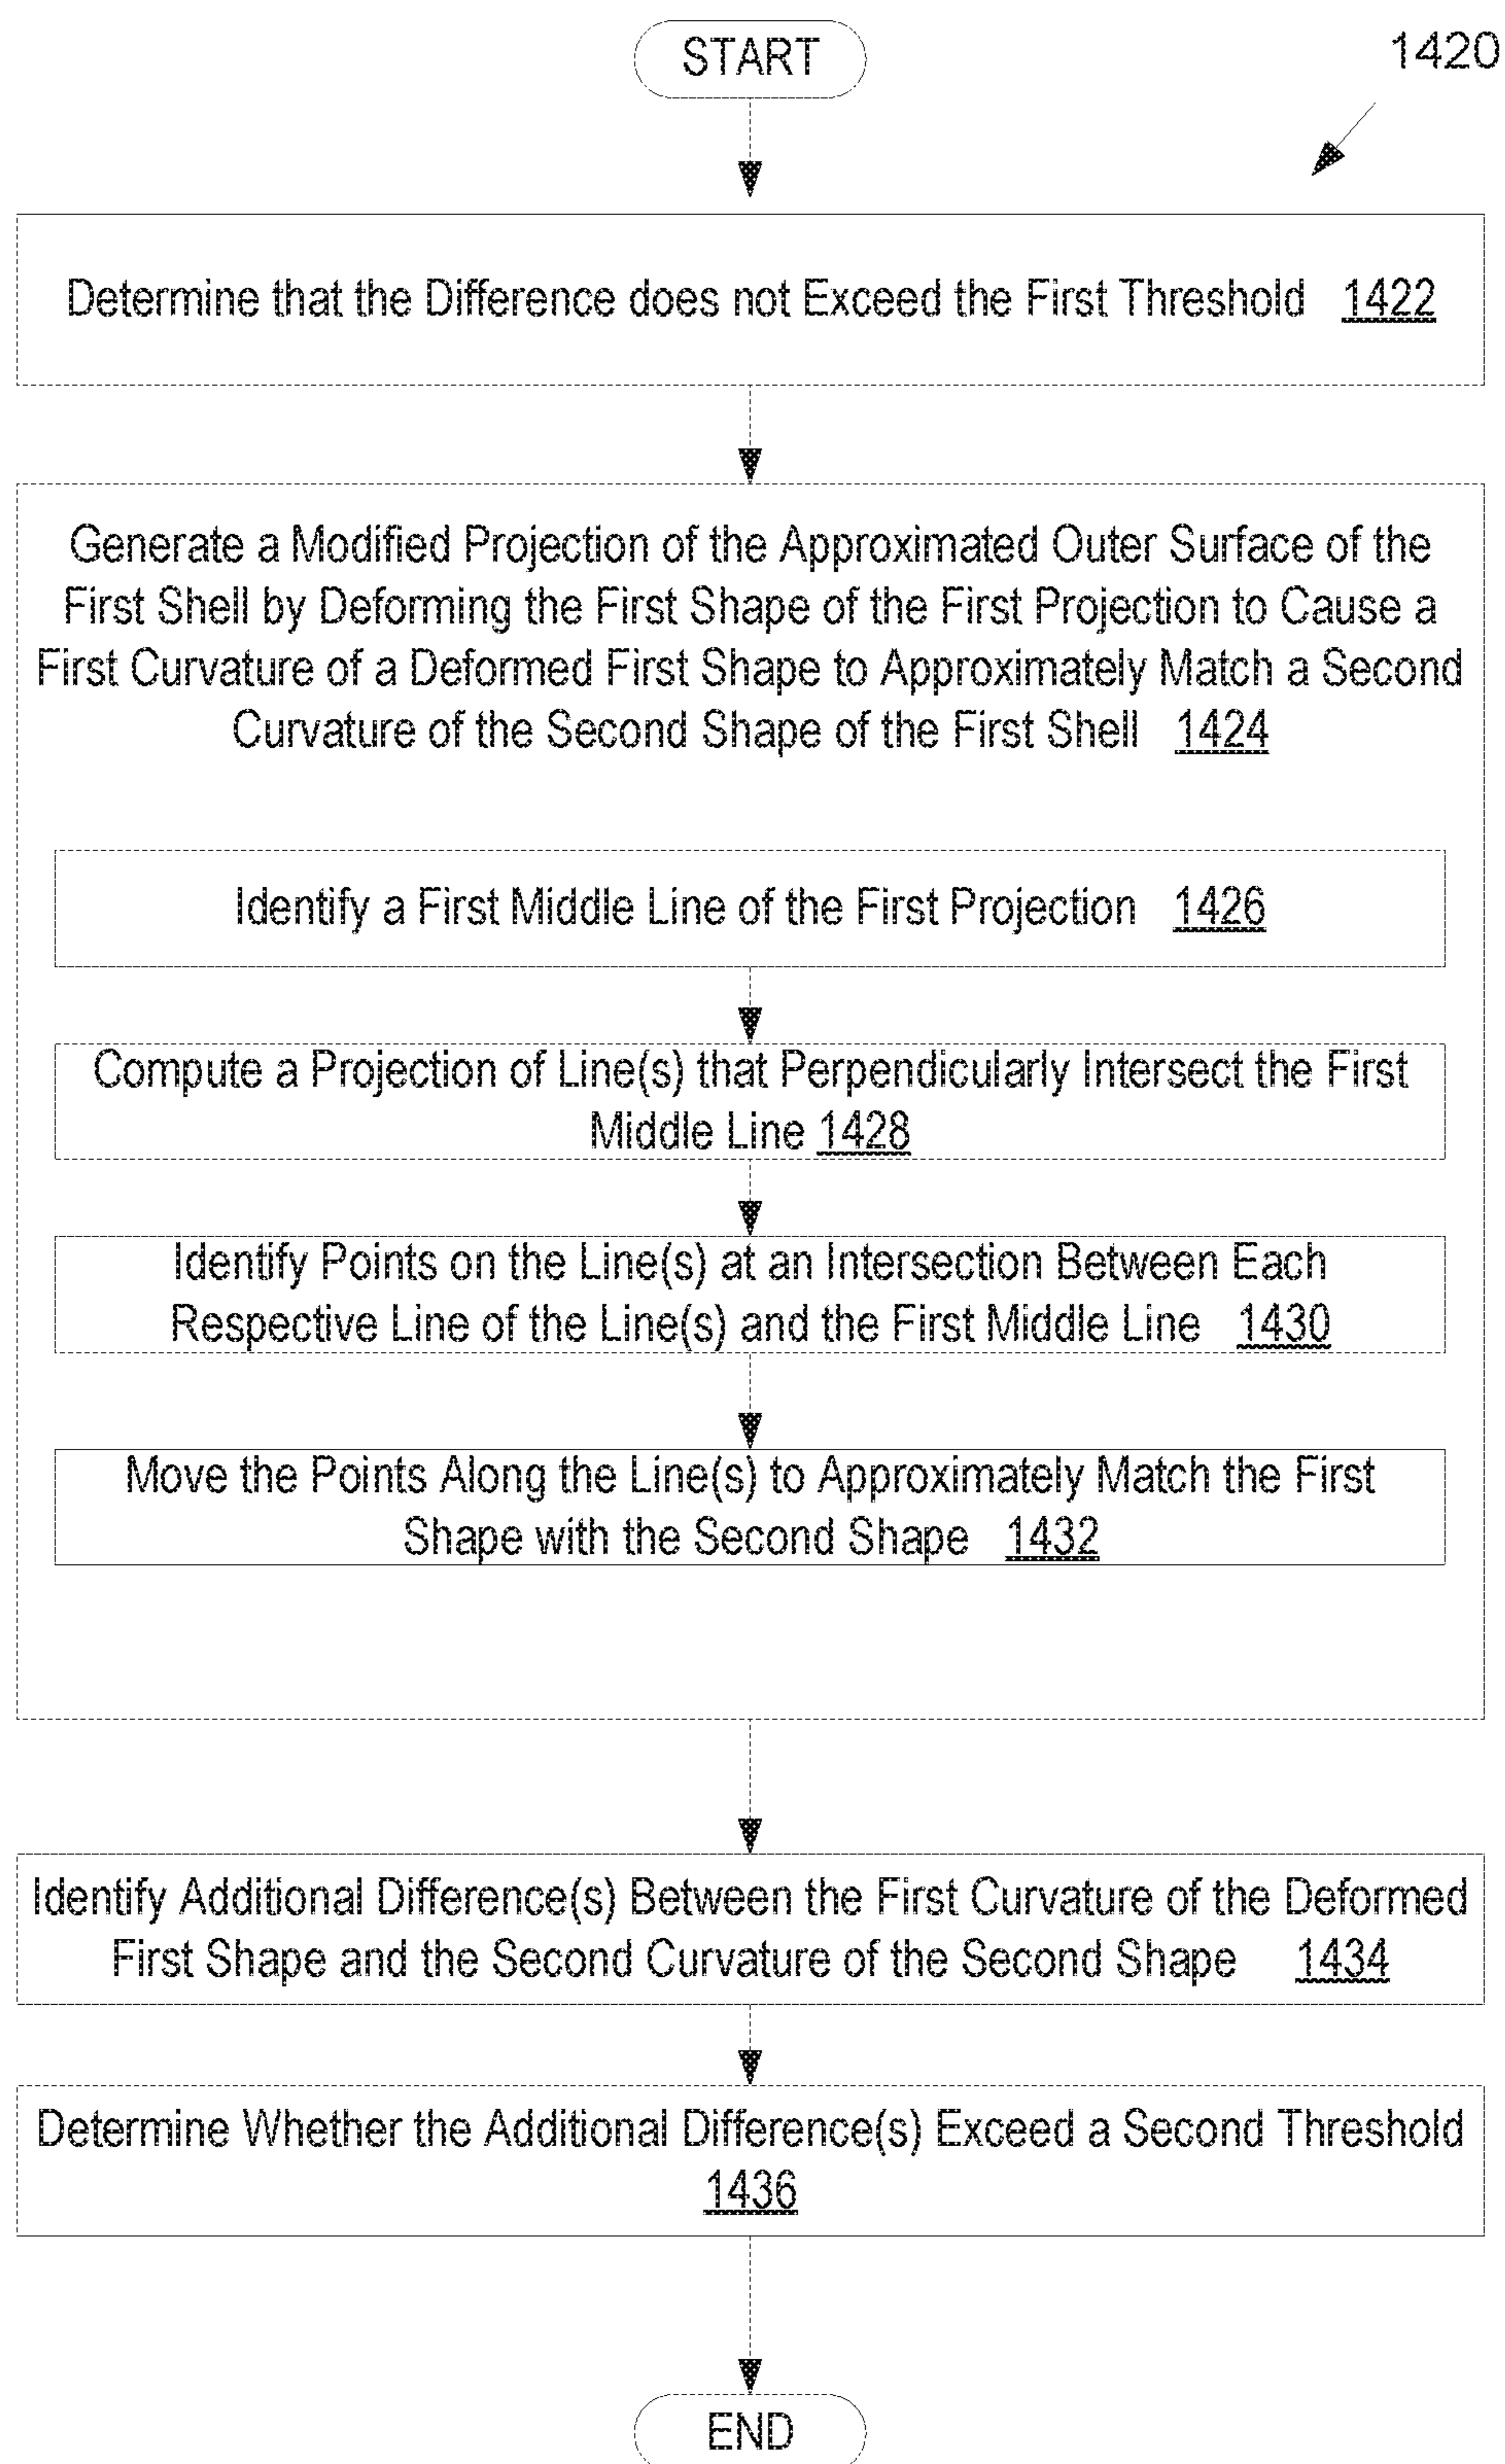 START
1420
Determine that the Difference does not Exceed the First Threshold 1422
Generate a Modified Projection of the Approximated Outer Surface of the
First Shell by Deforming the First Shape of the First Projection to Cause a
First Curvature of a Deformed First Shape to Approximately Match a Second
Curvature of the Second Shape of the First Shell 1424
Identify a First Middle Line of the First Projection 1426
Compute a Projection of Line(s) that Perpendicularly Intersect the First
Middle Line 1428
Identify Points on the Line(s) at an Intersection Between Each
Respective Line of the Line(s) and the First Middle Line 1430
Move the Points Along the Line(s) to Approximately Match the First
Shape with the Second Shape 1432
Identify Additional Difference(s) Between the First Curvature of the Deformed
First Shape and the Second Curvature of the Second Shape 1434
Determine Whether the Additional Difference(s) Exceed a Second Threshold
1436
END